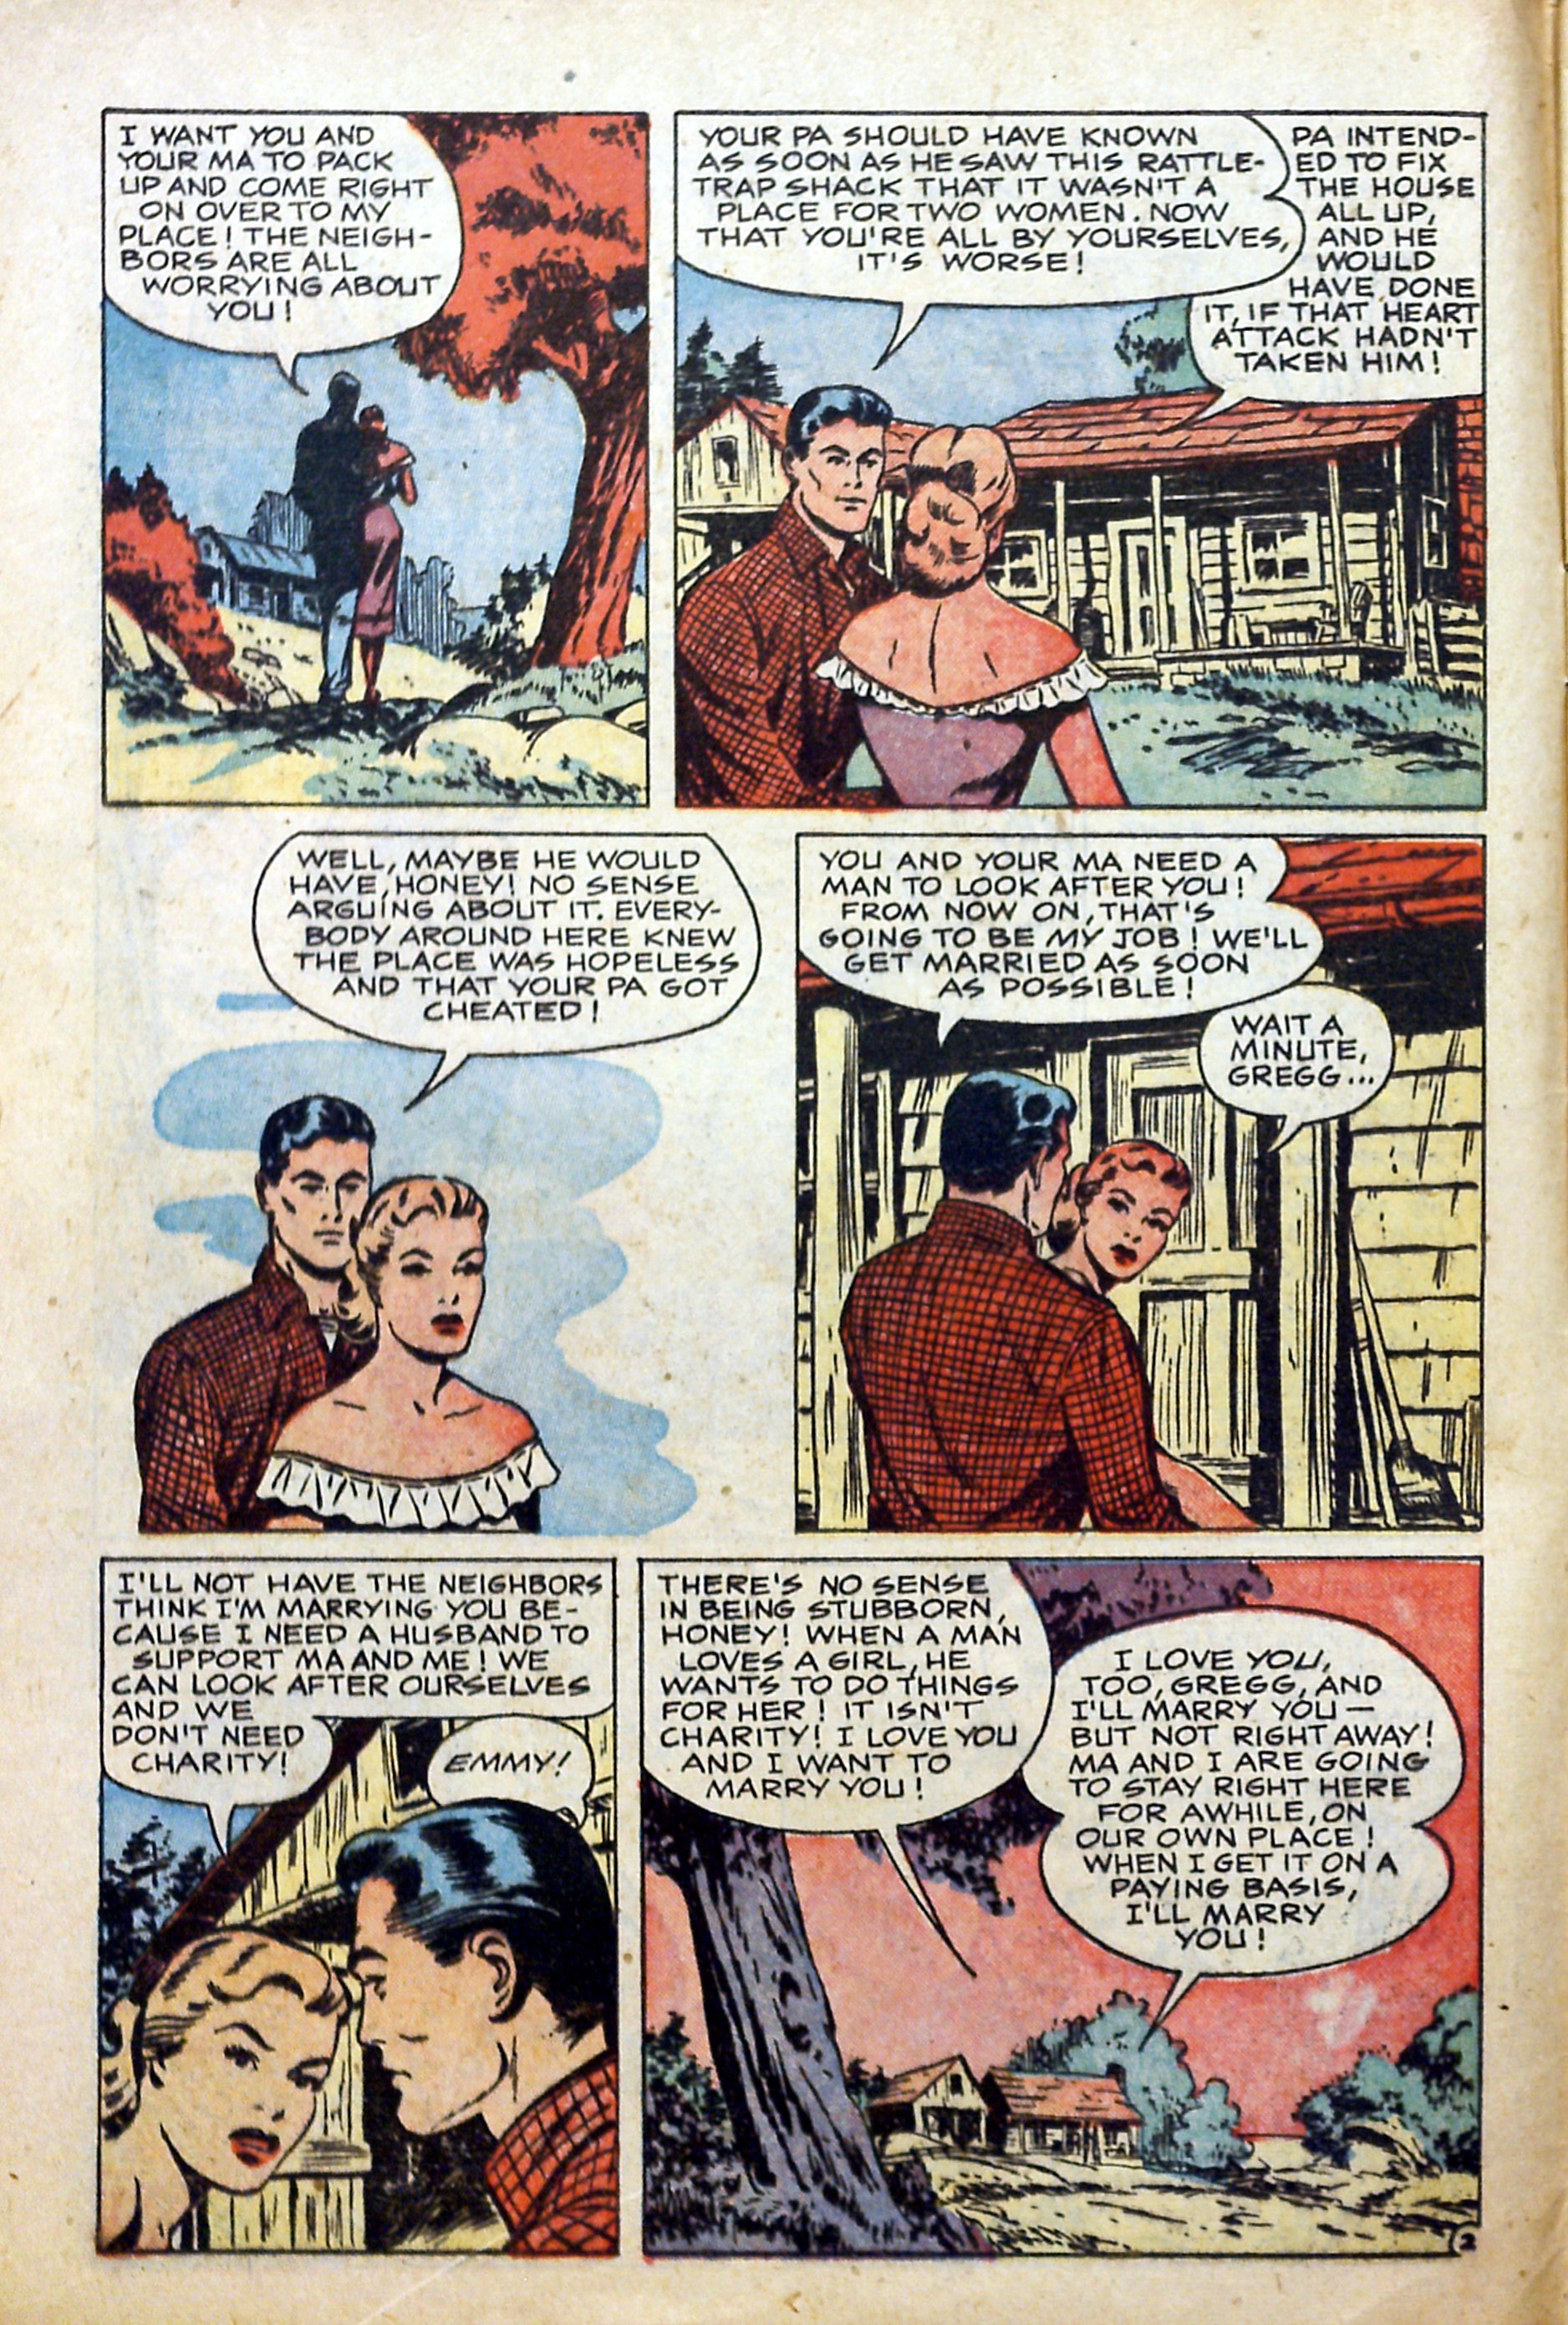 I WANT YOU AND
YOUR MA TO PACK
UP AND COME RIGHT
ON OVER TO MY
PLACE! THE NEIGH-
BORS ARE ALL
WORRYING ABOUT
YOU!
YOUR PA SHOULD HAVE KNOWN
AS SOON AS HE SAW THIS RATTLE-
TRAP SHACK THAT IT WASN'T A
PLACE FOR TWO WOMEN. NOW
THAT YOU'RE ALL BY YOURSELVES,
IT'S WORSE!
PA INTEND-
ED TO FIX
THE HOUSE
ALL UP,
AND HE
WOULD
HAVE DONE
IT, IF THAT HEART
ATTACK HADN'T
TAKEN HIM!
WELL, MAYBE HE WOULD
HAVE, HONEY! NO SENSE
ARGUING ABOUT IT. EVERY-
BODY AROUND HERE KNEW
THE PLACE WAS HOPELESS
AND THAT YOUR PA GOT
CHEATED!
YOU AND YOUR MA NEED A
MAN TO LOOK AFTER YOU!
FROM NOW ON, THAT'S
GOING TO BE MY JOB! WE'LL
GET MARRIED AS SOON
AS POSSIBLE!
WAIT A
MINUTE,
GREGG...
I'LL NOT HAVE THE NEIGHBORS
THINK I'M MARRYING YOU BE-
CAUSE I NEED A HUSBAND TO
SUPPORT MA AND ME! WE
CAN LOOK AFTER OURSELVES
AND WE
DON'T NEED
CHARITY!
EMMY!
THERE'S NO SENSE
IN BEING STUBBORN,
HONEY! WHEN A MAN
LOVES A GIRL, HE
WANTS TO DO THINGS
FOR HER! IT ISN'T
CHARITY! I LOVE YOU
AND I WANT TO
MARRY YOU!
I LOVE YOU,
TOO, GREGG, AND
I'LL MARRY YOU—
BUT NOT RIGHT AWAY!
MA AND I ARE GOING
TO STAY RIGHT HERE
FOR AWHILE, ON
OUR OWN PLACE!
WHEN I GET IT ON A
PAYING BASIS,
I'LL MARRY
YOU!
2